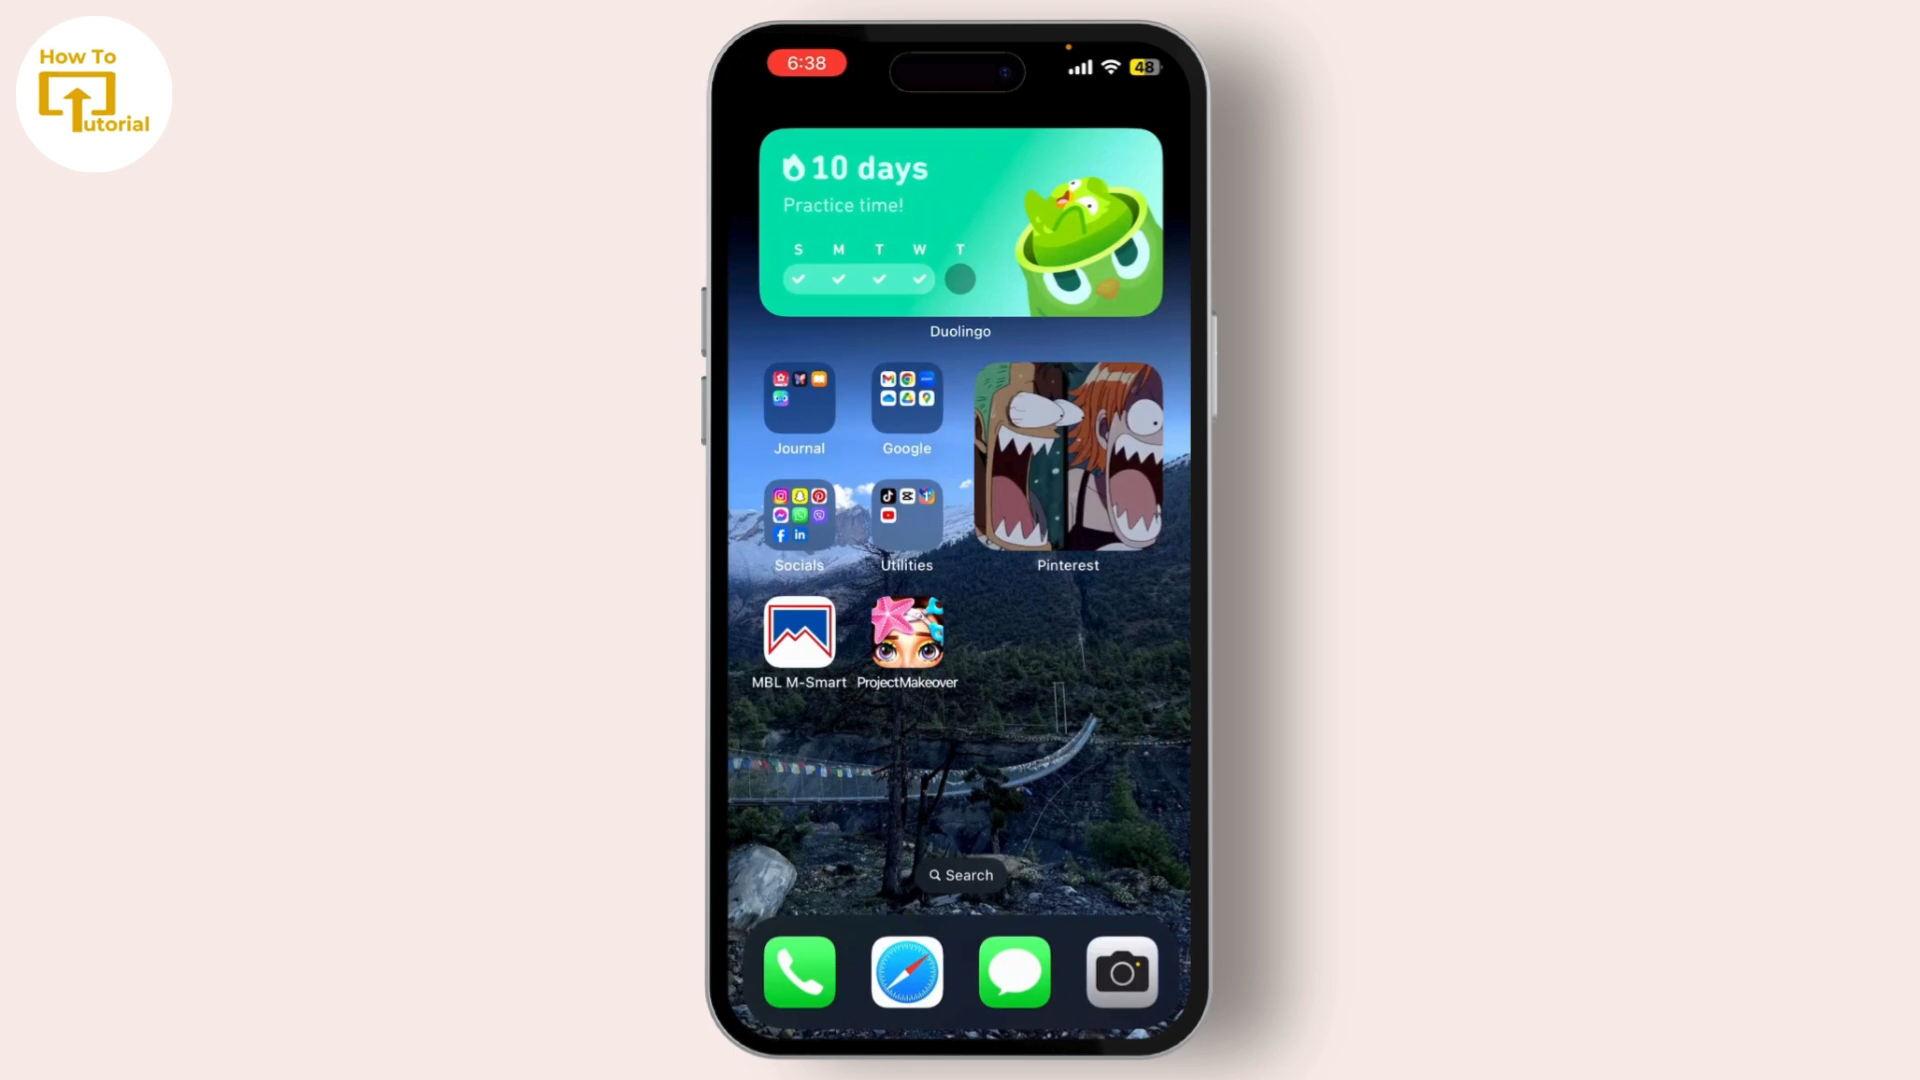 How To
Tutorial
6:38
48
10 days
Practice time!
S M T W T
Duolingo
Journal
Google
Socials
Utilities
Pinterest
MBL M-Smart
ProjectMakeover
Search